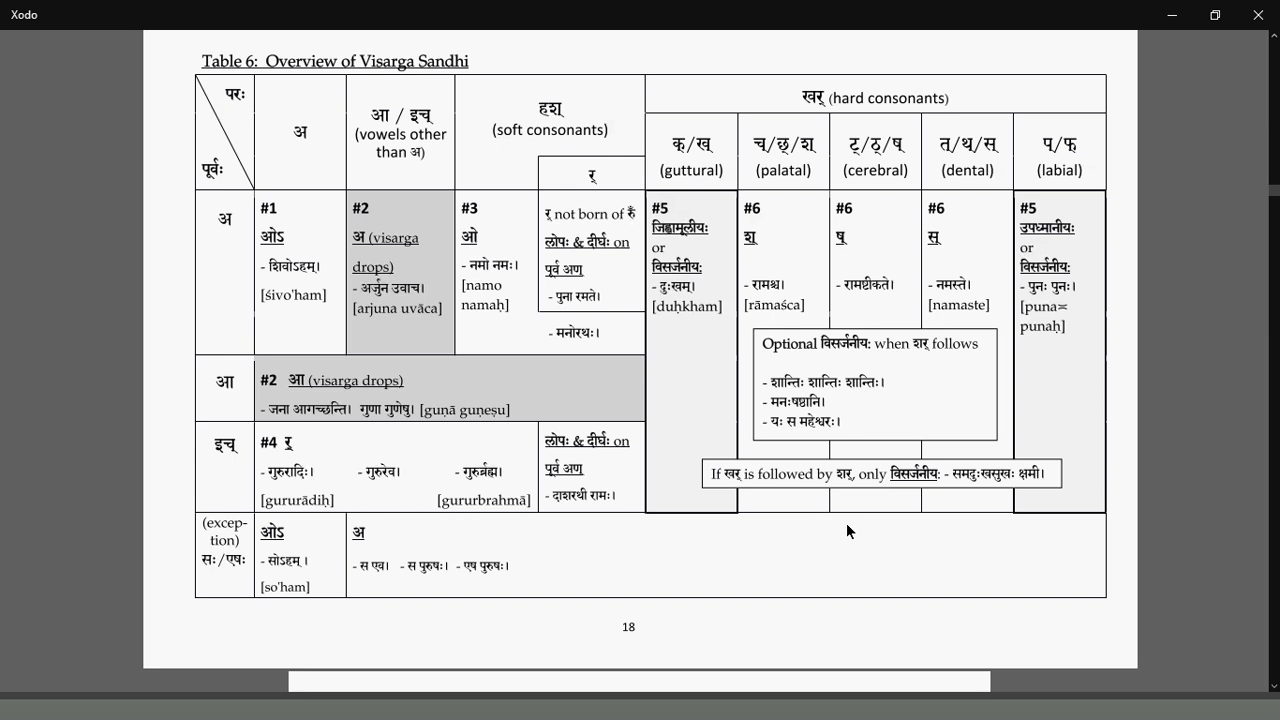 Xodo
Table 6: Overview of Visarga Sandhi
परः
पूर्वः
अ
आ / इच्
(vowels other
than अ)
हश्
(soft consonants)
र्
खर् (hard consonants)
क्/ख्
(guttural)
च्/छ्/श्
(palatal)
ट्/ठ्/ष्
(cerebral)
त्/थ्/स्
(dental)
प्/फ्
(labial)
अ
#1
ओऽ
- शिवोऽहम्।
[śivo'ham]
#2
अ (visarga
drops)
- अर्जुन उवाच।
[arjuna uvāca]
#3
ओ
- नमो नमः।
[namo
namaḥ]
र् not born of रुँ
लोपः & दीर्घः on
पूर्व अण्
- पुना रमते।
- मनोरथः।
#5
जिह्वामूलीयः
or
विसर्जनीयः
- दुःखम्।
[duḥkham]
#6
श्
- रामश्च।
[rāmaśca]
#6
ष्
- रामष्टीकते।
#6
स्
- नमस्ते।
[namaste]
#5
उपध्मानीयः
or
विसर्जनीयः
- पुनः पुनः।
[puna≍
punaḥ]
Optional विसर्जनीयः when शर् follows
- शान्तिः शान्तिः शान्तिः।
- मनःषष्ठानि।
- यः स महेश्वरः।
आ
#2 आ (visarga drops)
- जना आगच्छन्ति। गुणा गुणेषु। [guṇā guṇeṣu]
इच्
#4 र्
- गुरुरादिः। - गुरुरेव। - गुरुर्ब्रह्म।
[gururādiḥ] [gururbrahmā]
लोपः & दीर्घः on
पूर्व अण्
- दाशरथी रामः।
If खर् is followed by शर्, only विसर्जनीयः - समदुःखसुखः क्षमी।
(excep-
tion)
सः/एषः
ओऽ
- सोऽहम् ।
[so'ham]
अ
- स एव। - स पुरुषः। - एष पुरुषः।
18